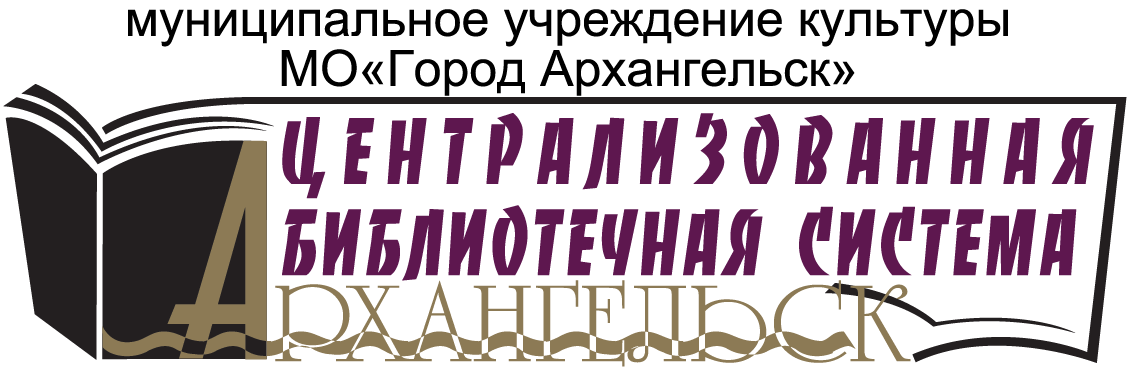 муниципальное учреждение культуры
МО«Город Архангельск»
ЦЕНТРАЛИЗОВАННАЯ
БИБЛИОТЕЧНАЯ СИСТЕМА
АРХАНГЕЛЬСК